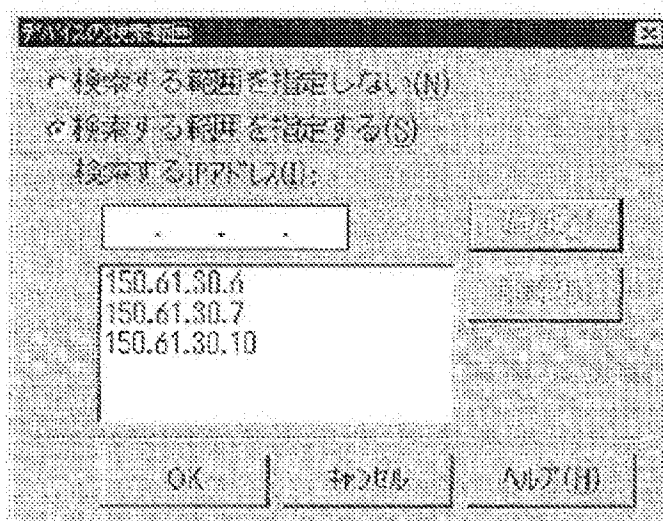 デバイスの検索範囲
検索する範囲を指定しない(N)
検索する範囲を指定する(S)
検索するIPアドレス(I):
150.61.30.6
150.61.30.7
150.61.30.10
OK
キャンセル
ヘルプ(H)